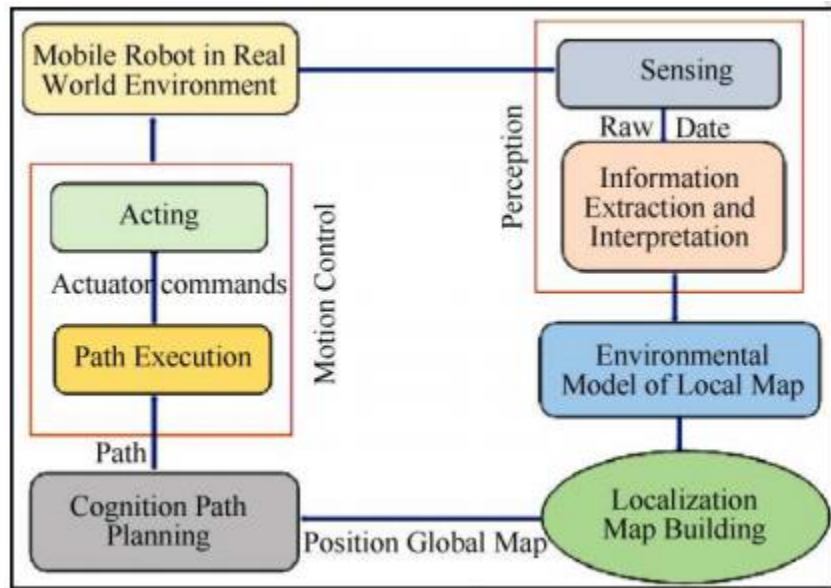 Mobile Robot in Real
World Environment
Sensing
Raw Date
Perception
Information
Extraction and
Interpretation
Acting
Actuator commands
Motion Control
Path Execution
Environmental
Model of Local Map
Path
Cognition Path
Planning
Position Global Map
Localization
Map Building